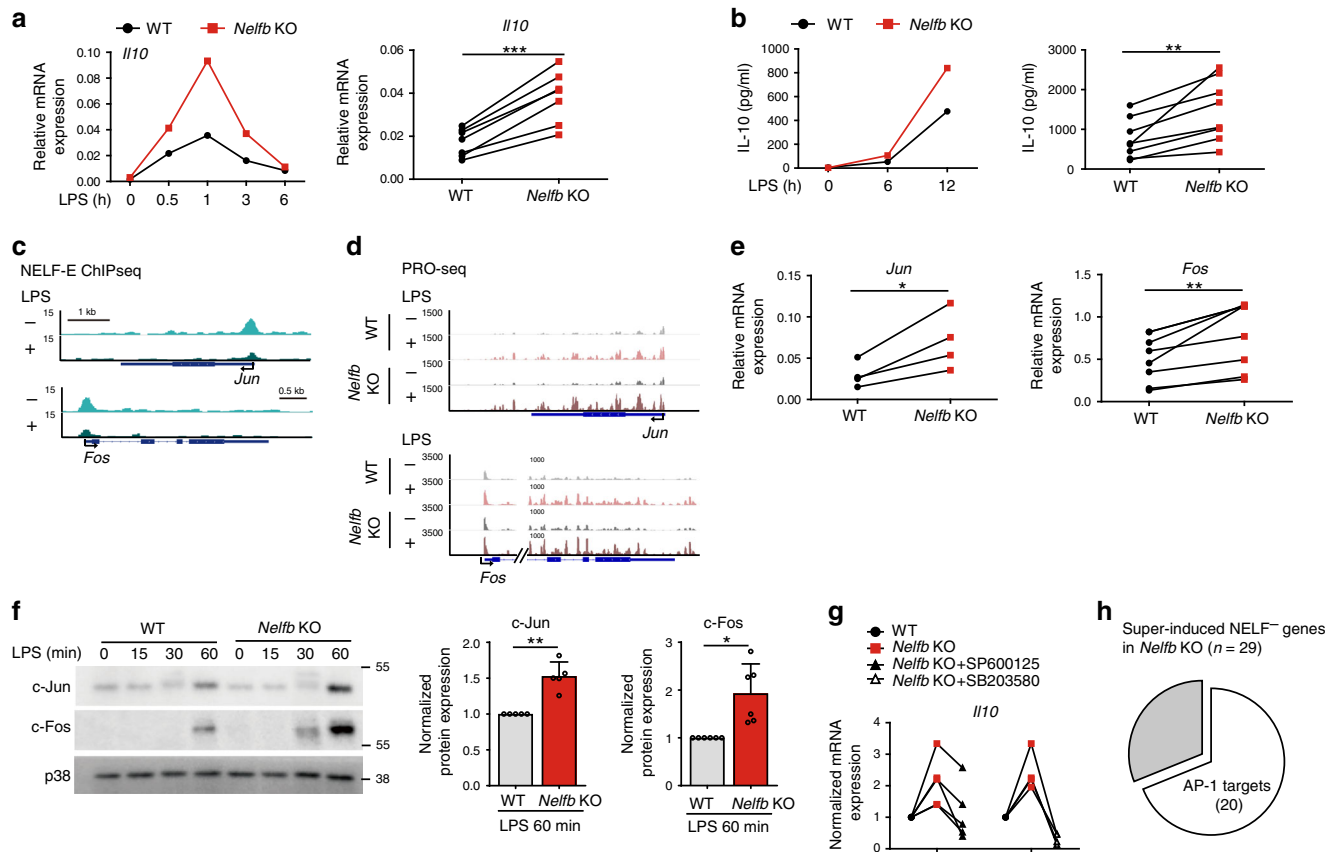 a
WT
Nelfb KO
Il10
Relative mRNA
expression
0.10
0.08
0.06
0.04
0.02
0.00
LPS (h)
0 0.5 1 3 6
Il10
***
Relative mRNA
expression
0.06
0.04
0.02
0.00
WT Nelfb KO
b
WT
Nelfb KO
IL-10 (pg/ml)
1000
800
600
400
200
0
LPS (h)
0 6 12
**
IL-10 (pg/ml)
3000
2000
1000
0
WT Nelfb KO
c
NELF-E ChIPseq
LPS
15
1 kb
–
15
+
Jun
15
0.5 kb
–
15
+
Fos
d
PRO-seq
LPS
1500
WT
–
1500
+
1500
Nelfb
KO
–
1500
+
Jun
3500
1000
WT
–
3500
1000
+
3500
1000
Nelfb
KO
–
3500
1000
+
Fos
e
Jun
*
Relative mRNA
expression
0.15
0.10
0.05
0.00
WT Nelfb KO
Fos
**
Relative mRNA
expression
1.5
1.0
0.5
0.0
WT Nelfb KO
f
WT Nelfb KO
LPS (min) 0 15 30 60 0 15 30 60
55
c-Jun
c-Fos
55
p38
38
c-Jun
**
Normalized
protein expression
2.0
1.5
1.0
0.5
0.0
WT Nelfb KO
LPS 60 min
c-Fos
*
Normalized
protein expression
3
2
1
0
WT Nelfb KO
LPS 60 min
g
WT
Nelfb KO
Nelfb KO+SP600125
Nelfb KO+SB203580
Il10
Normalized mRNA
expression
4
3
2
1
0
h
Super-induced NELF– genes
in Nelfb KO (n = 29)
AP-1 targets
(20)